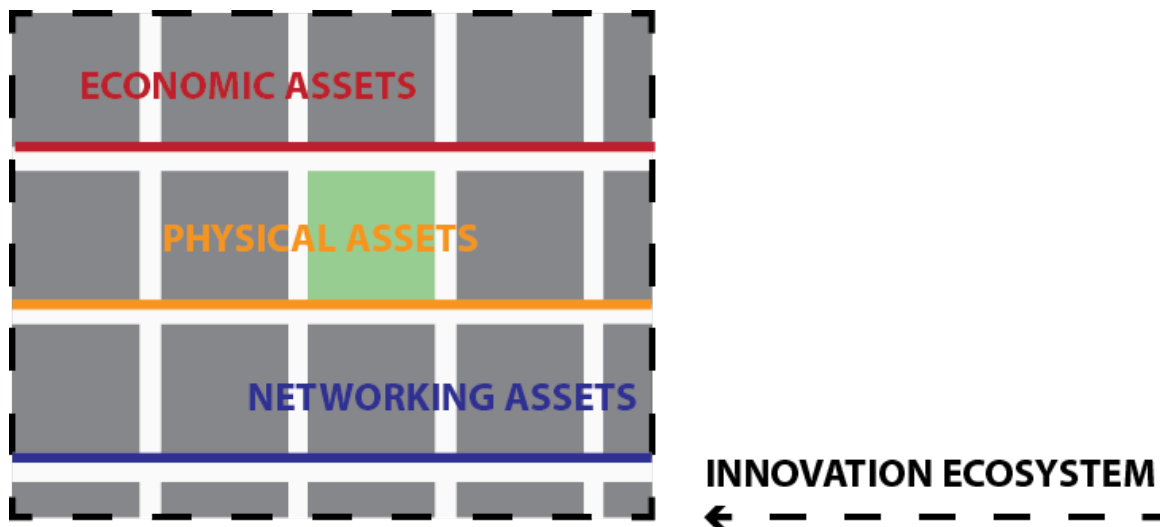 ECONOMIC ASSETS
PHYSICAL ASSETS
NETWORKING ASSETS
INNOVATION ECOSYSTEM